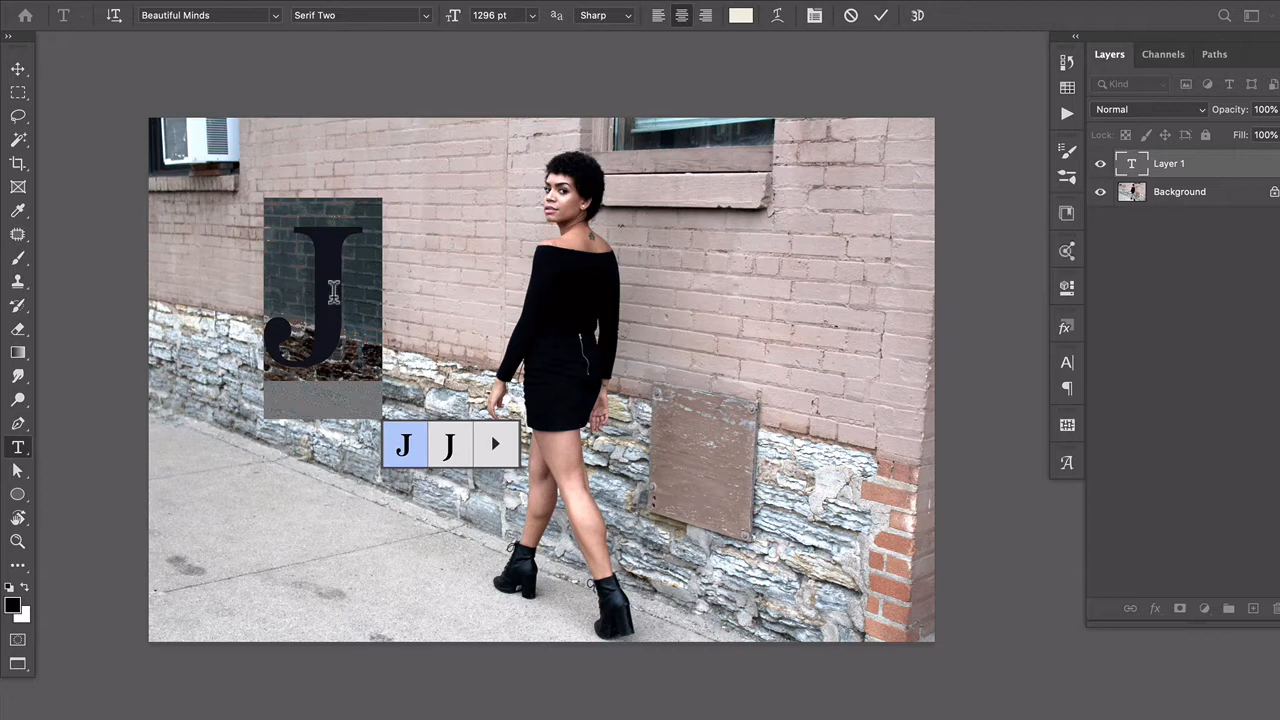 Beautiful Minds Serif Two 1296 pt Sharp 3D
Layers Channels Paths
Kind
Normal Opacity: 100%
Lock: Fill: 100%
T Layer 1
Background
J
J J